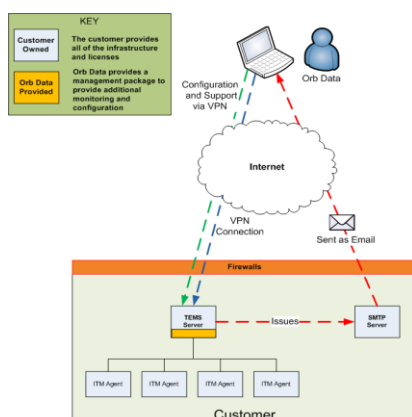 KEY
Customer
Owned
The customer provides
all of the infrastructure
and licenses
Orb Data
Provided
Orb Data provides a
management package to
provide additional
monitoring and
configuration
Configuration
and Support
via VPN
Orb Data
Internet
VPN
Connection
Sent as Email
Firewalls
TEMS
Server
Issues
SMTP
Server
ITM Agent
ITM Agent
ITM Agent
ITM Agent
Customer